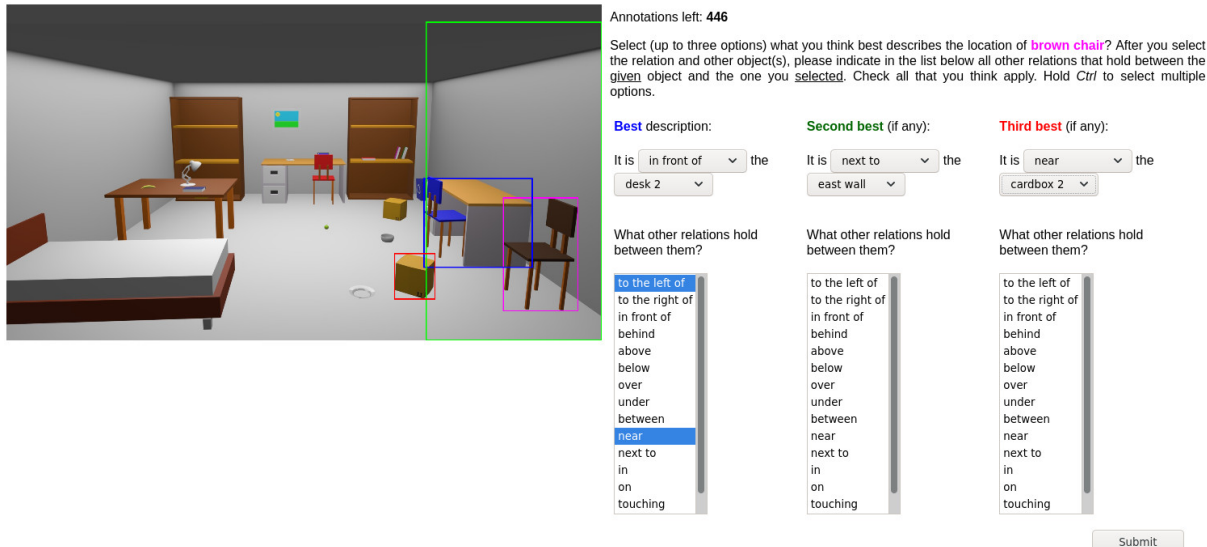 Annotations left: 446
Select (up to three options) what you think best describes the location of brown chair? After you select
the relation and other object(s), please indicate in the list below all other relations that hold between the
given object and the one you selected. Check all that you think apply. Hold Ctrl to select multiple
options.
Best description:
It is in front of the
desk 2
What other relations hold
between them?
to the left of
to the right of
in front of
behind
above
below
over
under
between
near
next to
in
on
touching
Second best (if any):
It is next to the
east wall
What other relations hold
between them?
to the left of
to the right of
in front of
behind
above
below
over
under
between
near
next to
in
on
touching
Third best (if any):
It is near the
cardbox 2
What other relations hold
between them?
to the left of
to the right of
in front of
behind
above
below
over
under
between
near
next to
in
on
touching
Submit